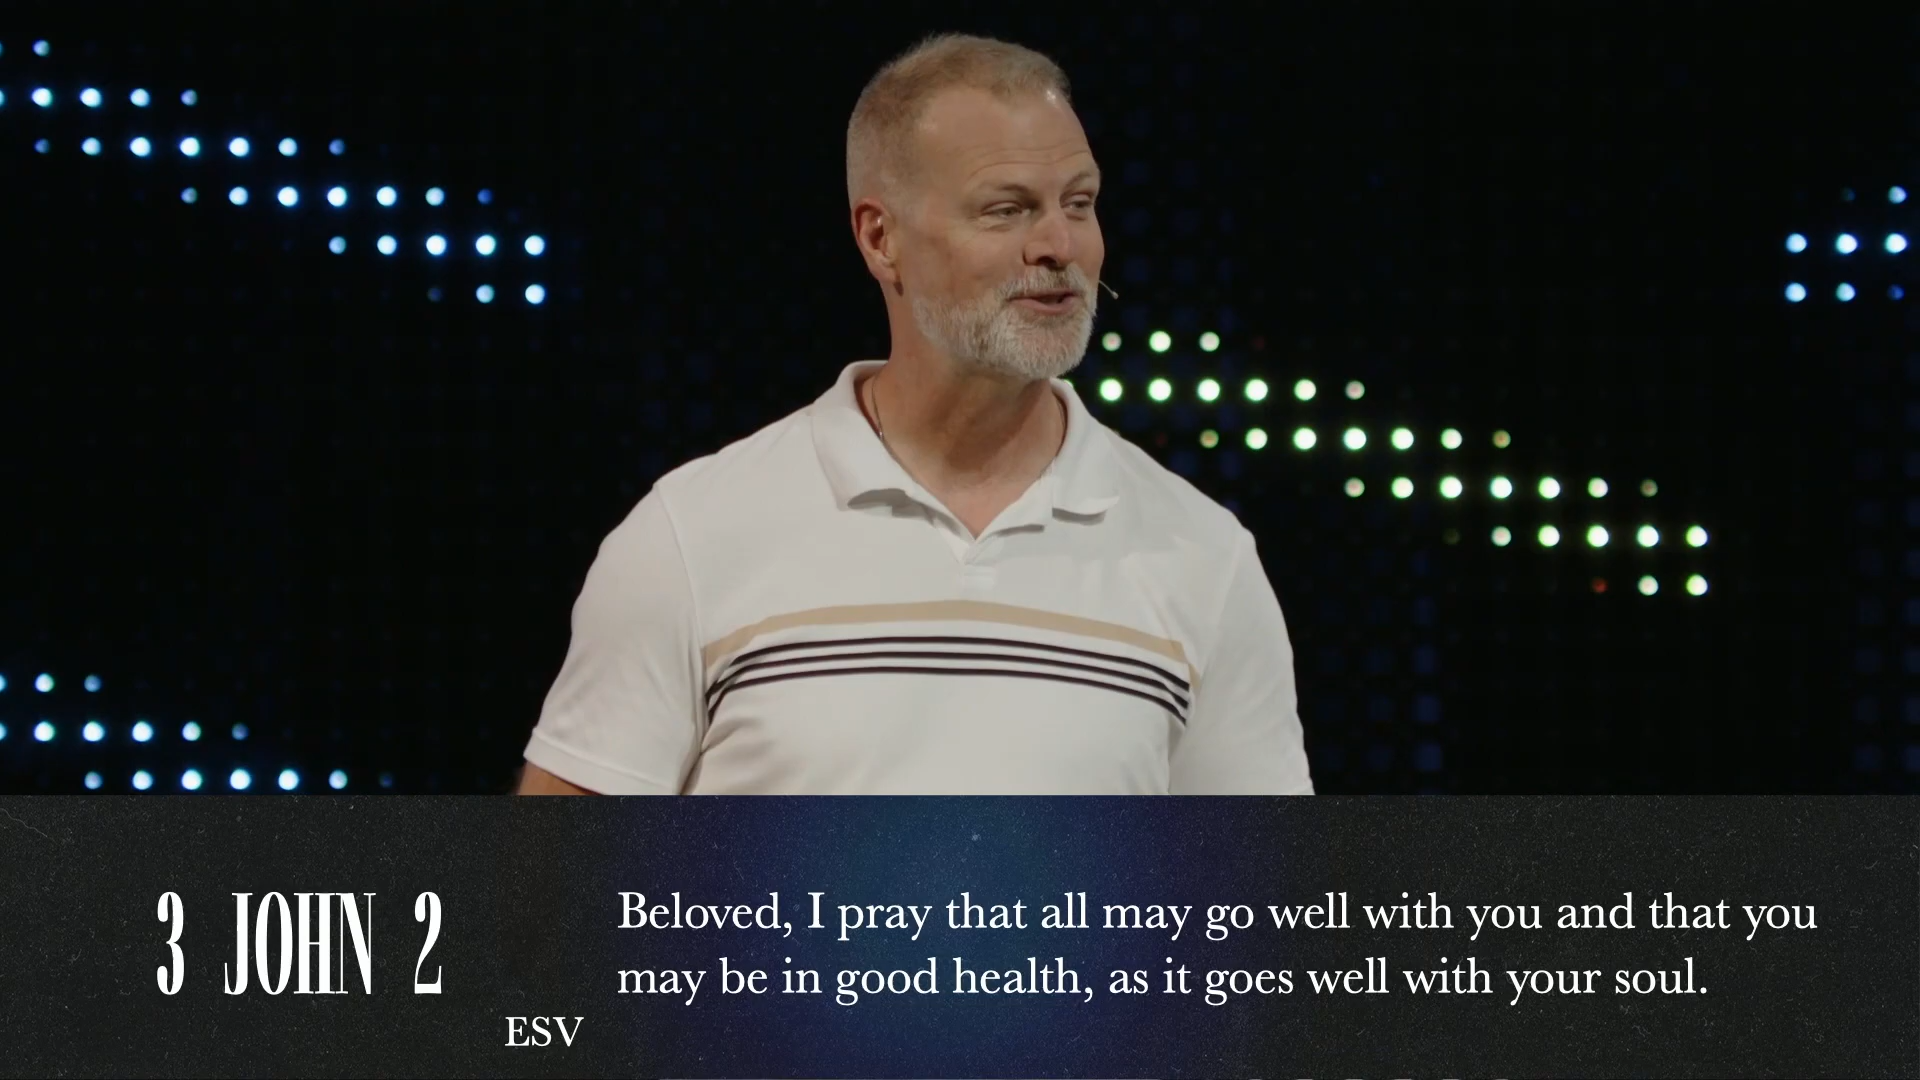 3 JOHN 2
ESV
Beloved, I pray that all may go well with you and that you
may be in good health, as it goes well with your soul.